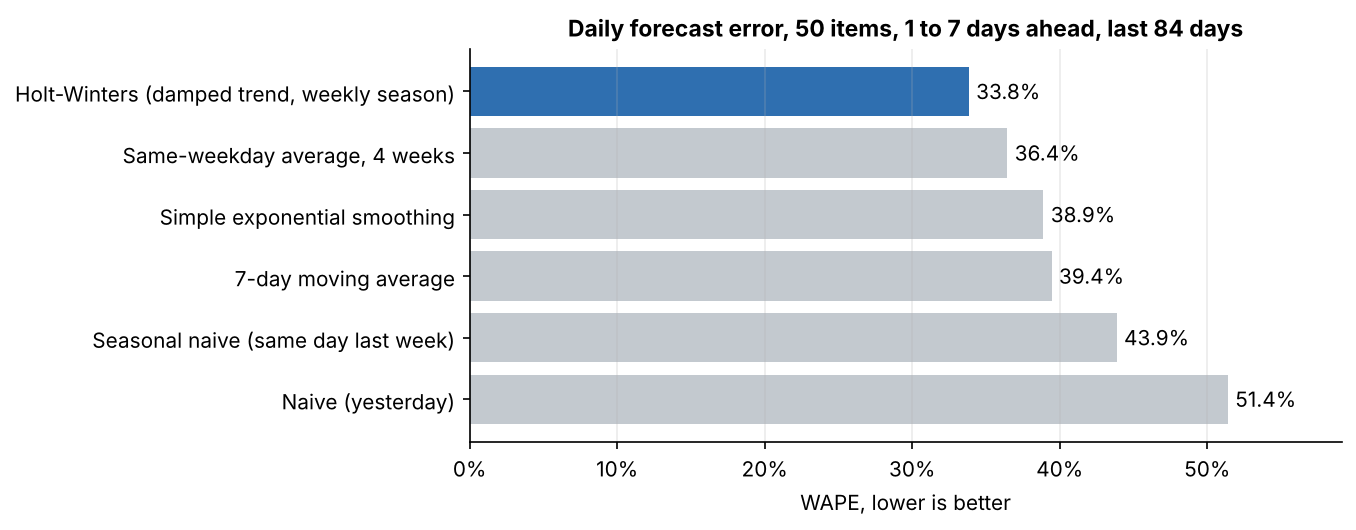 Daily forecast error, 50 items, 1 to 7 days ahead, last 84 days
Holt-Winters (damped trend, weekly season) 33.8%
Same-weekday average, 4 weeks 36.4%
Simple exponential smoothing 38.9%
7-day moving average 39.4%
Seasonal naive (same day last week) 43.9%
Naive (yesterday) 51.4%
0% 10% 20% 30% 40% 50%
WAPE, lower is better